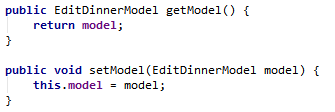 public EditDinnerModel getModel() {
    return model;
}
public void setModel(EditDinnerModel model) {
    this.model = model;
}